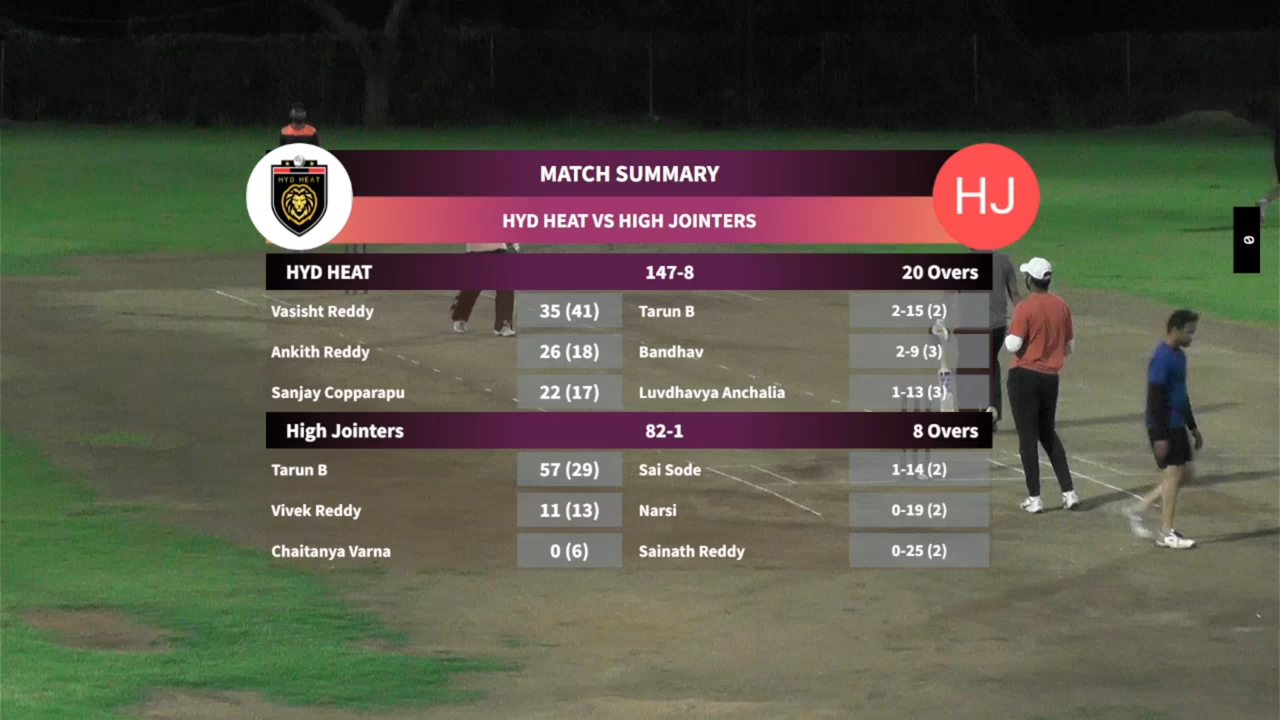 MATCH SUMMARY
HYD HEAT
HJ
HYD HEAT VS HIGH JOINTERS
HYD HEAT 147-8 20 Overs
Vasisht Reddy 35 (41) Tarun B 2-15 (2)
Ankith Reddy 26 (18) Bandhav 2-9 (3)
Sanjay Copparapu 22 (17) Luvdhavya Anchalia 1-13 (3)
High Jointers 82-1 8 Overs
Tarun B 57 (29) Sai Sode 1-14 (2)
Vivek Reddy 11 (13) Narsi 0-19 (2)
Chaitanya Varna 0 (6) Sainath Reddy 0-25 (2)
0